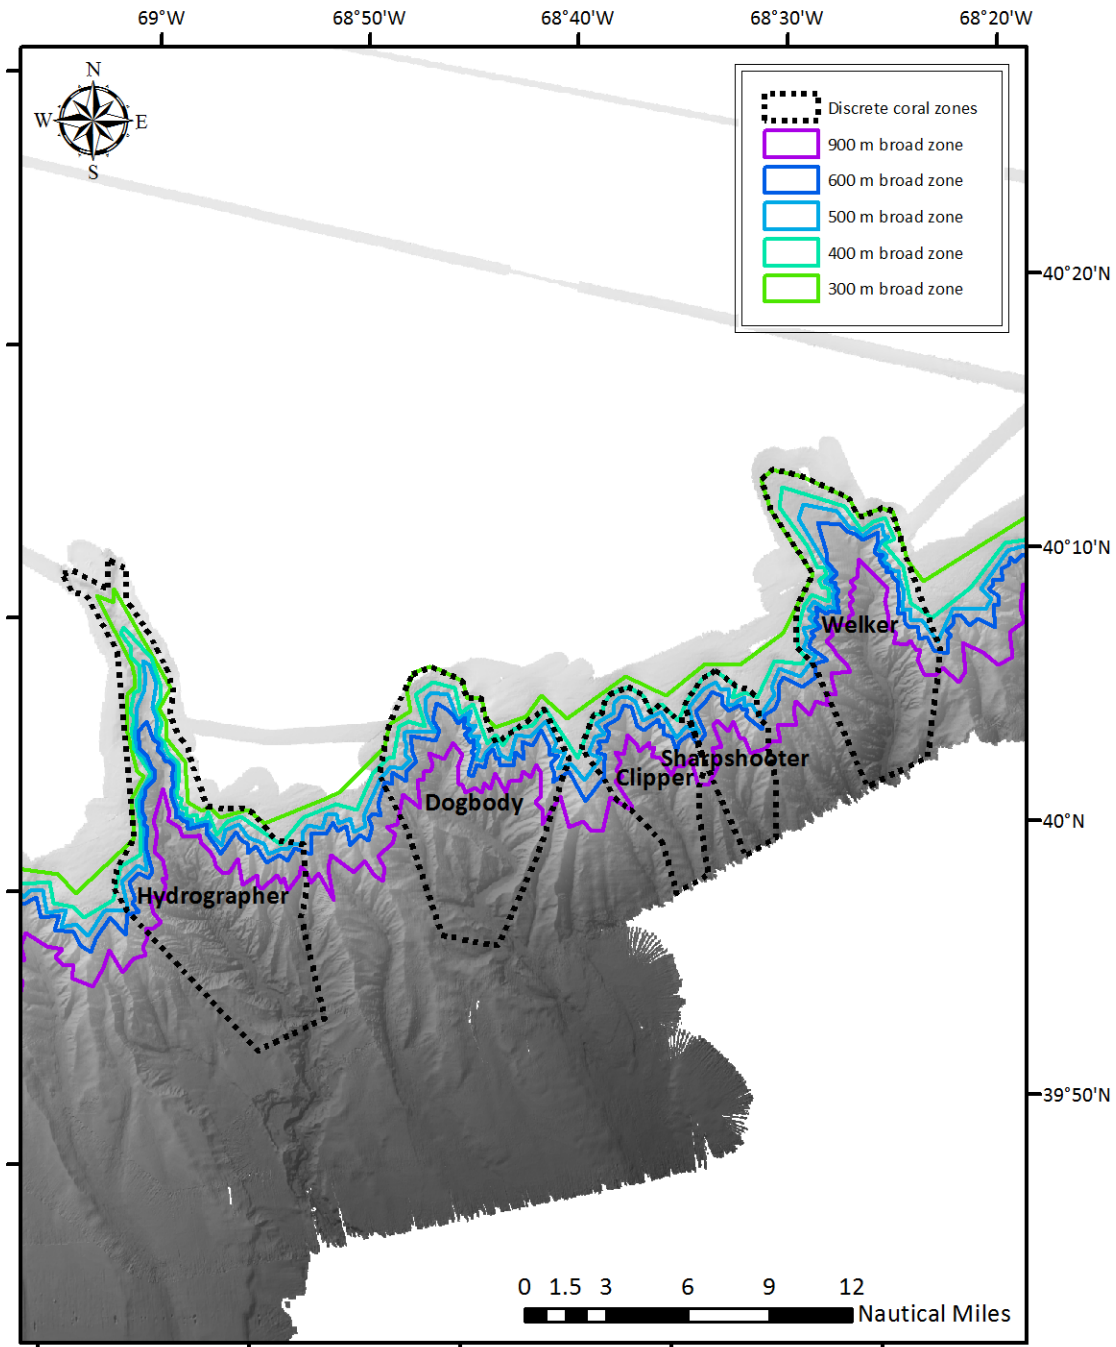 69°W 68°50'W 68°40'W 68°30'W 68°20'W
N
W E
S
Discrete coral zones
900 m broad zone
600 m broad zone
500 m broad zone
400 m broad zone
300 m broad zone
40°20'N
40°10'N
Welker
Sharpshooter
Clipper
Dogbody
40°N
Hydrographer
39°50'N
0 1.5 3 6 9 12
Nautical Miles